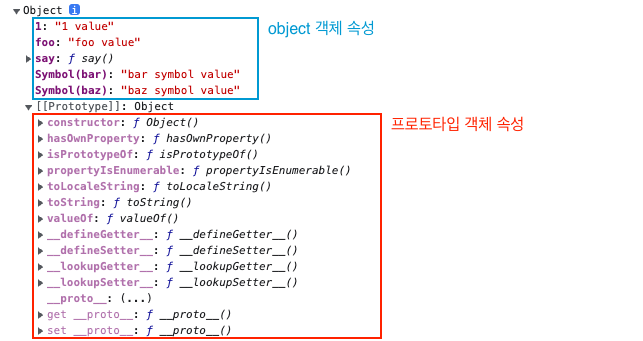 Object i
1: "1 value"
object 객체 속성
foo: "foo value"
say: ƒ say()
Symbol(bar): "bar symbol value"
Symbol(baz): "baz symbol value"
[[Prototype]]: Object
constructor: ƒ Object()
프로토타입 객체 속성
hasOwnProperty: ƒ hasOwnProperty()
isPrototypeOf: ƒ isPrototypeOf()
propertyIsEnumerable: ƒ propertyIsEnumerable()
toLocaleString: ƒ toLocaleString()
toString: ƒ toString()
valueOf: ƒ valueOf()
__defineGetter__: ƒ __defineGetter__()
__defineSetter__: ƒ __defineSetter__()
__lookupGetter__: ƒ __lookupGetter__()
__lookupSetter__: ƒ __lookupSetter__()
__proto__: (...)
get __proto__: ƒ __proto__()
set __proto__: ƒ __proto__()